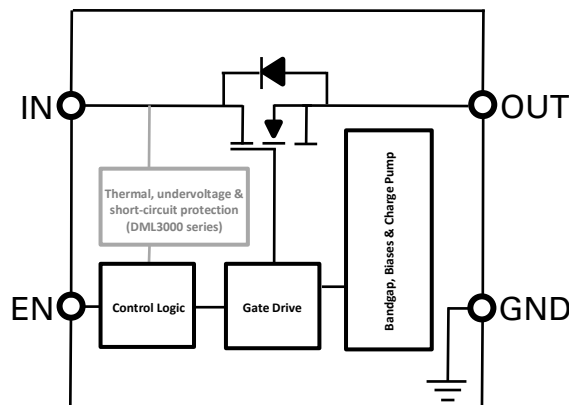 IN
OUT
Thermal, undervoltage &
short-circuit protection
(DML3000 series)
Bandgap, Biases & Charge Pump
EN
Control Logic
Gate Drive
GND